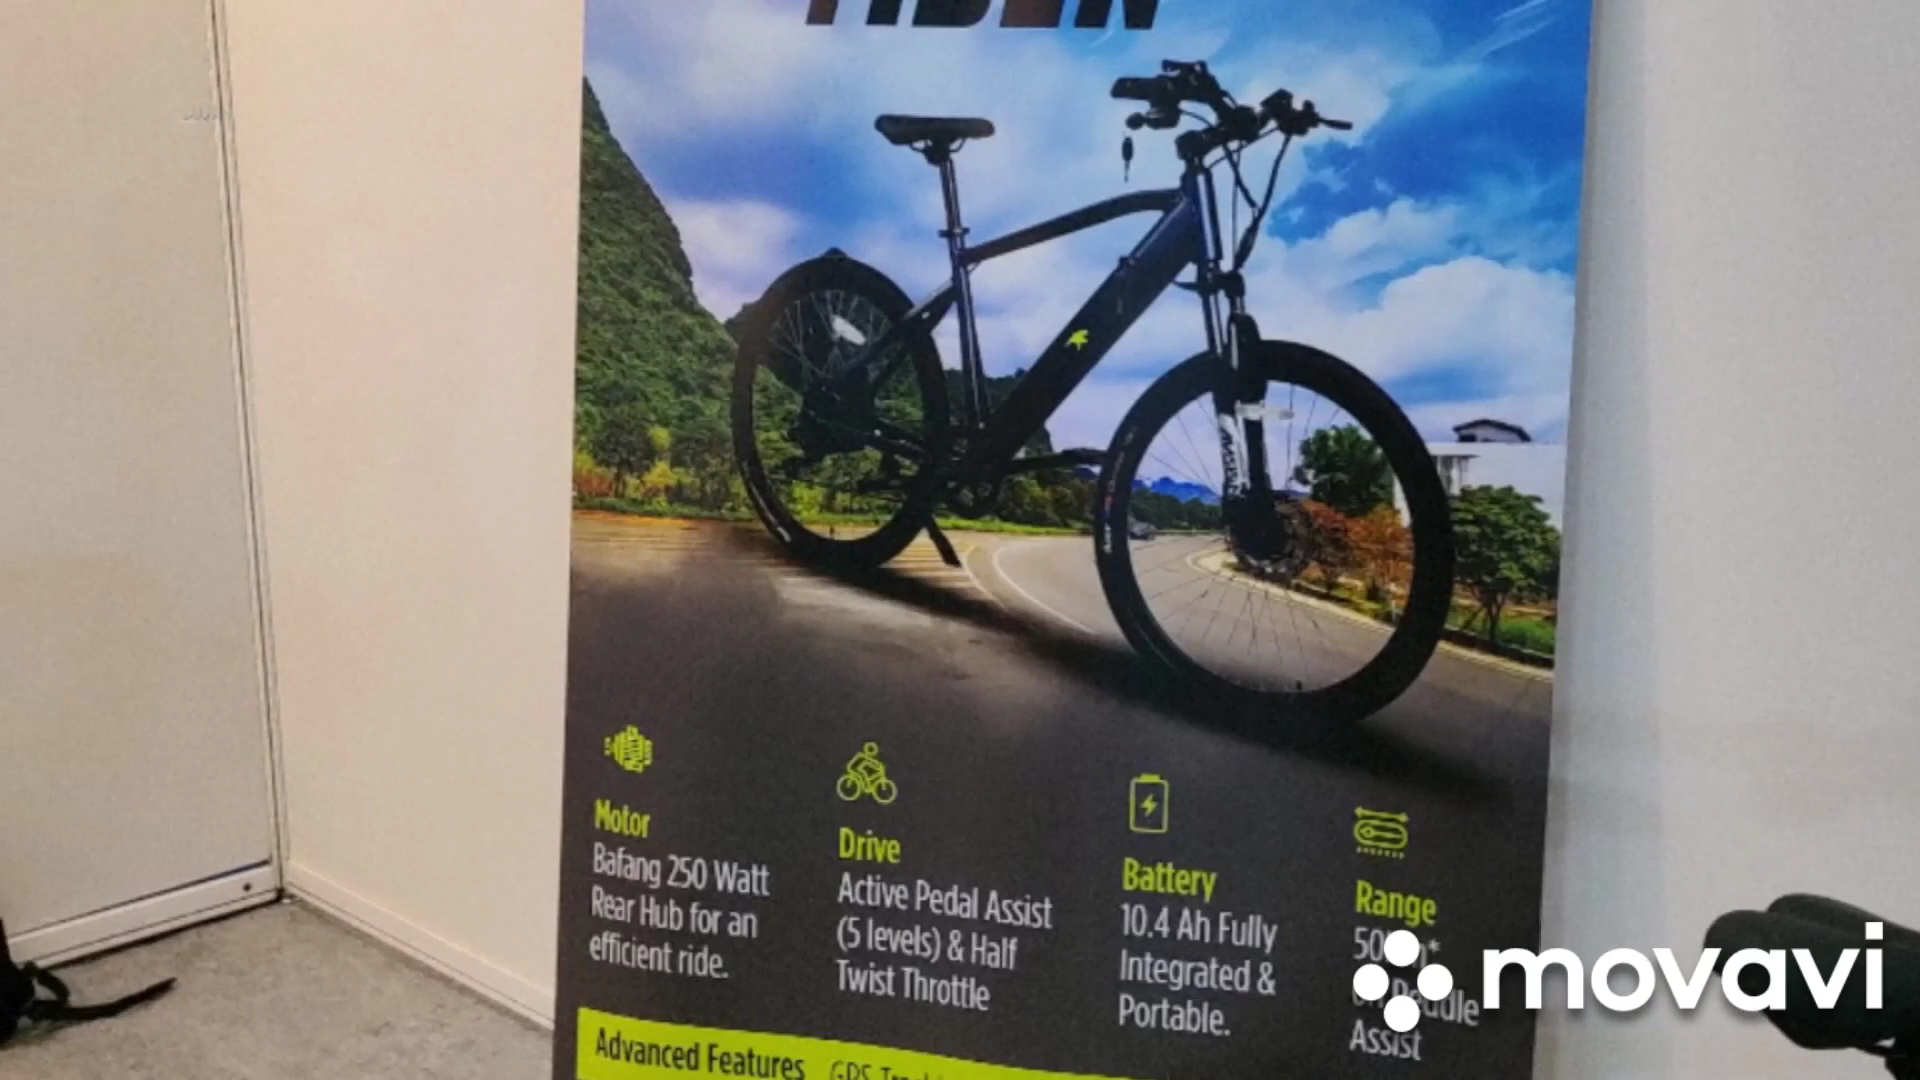 Motor
Bafang 250 Watt
Rear Hub for an
efficient ride.
Drive
Active Pedal Assist
(5 levels) & Half
Twist Throttle
Battery
10.4 Ah Fully
Integrated &
Portable.
Range
Assist
Advanced Features GPS
movavi